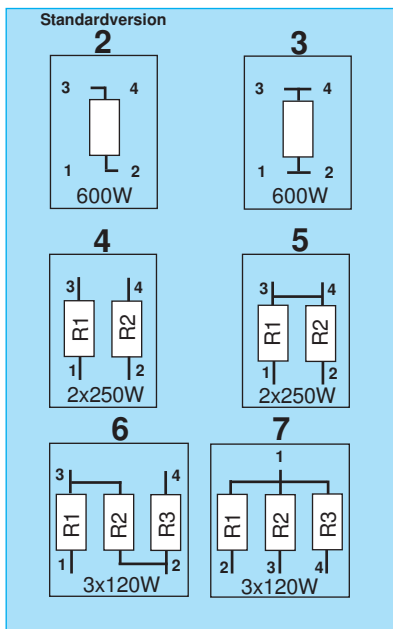 Standardversion
2 3
3 4 3 4
1 2 1 2
600W 600W
4 5
3 4 3 4
R1 R2 R1 R2
1 2 1 2
2x250W 2x250W
6 7
3 4 1
R1 R2 R3 R1 R2 R3
1 2 2 3 4
3x120W 3x120W